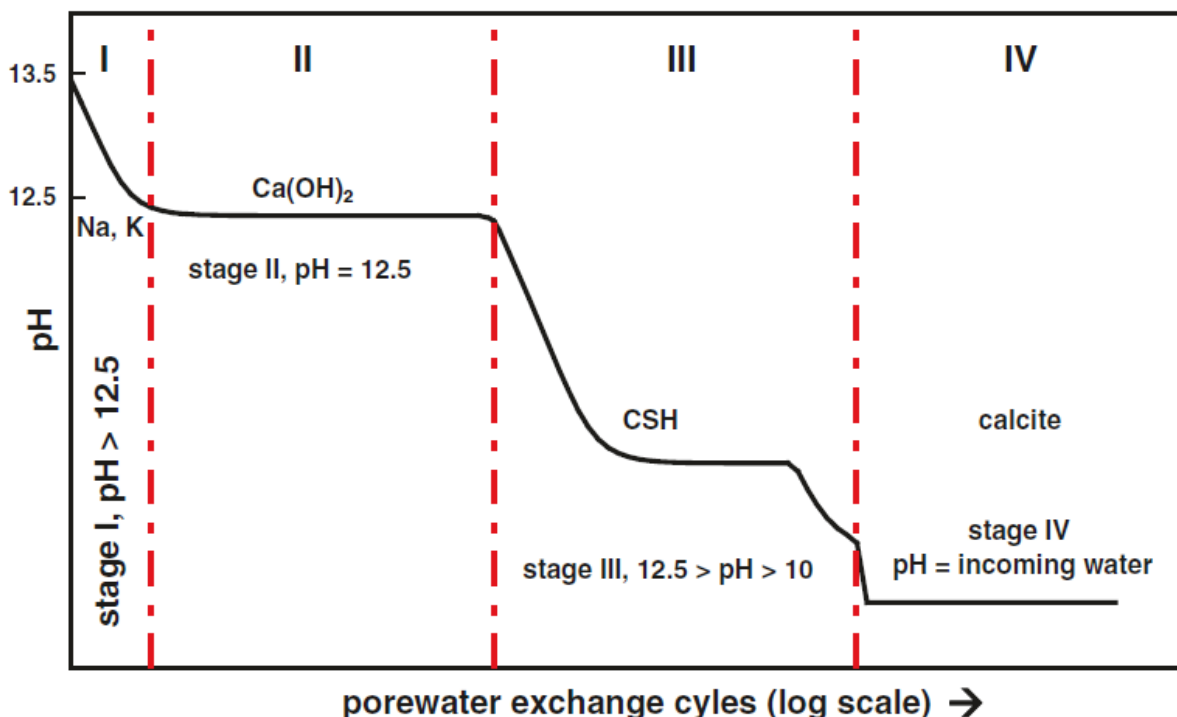 I II III IV
13.5
12.5
pH
Na, K
Ca(OH)₂
stage I, pH > 12.5
stage II, pH = 12.5
CSH
stage III, 12.5 > pH > 10
calcite
stage IV
pH = incoming water
porewater exchange cyles (log scale) →